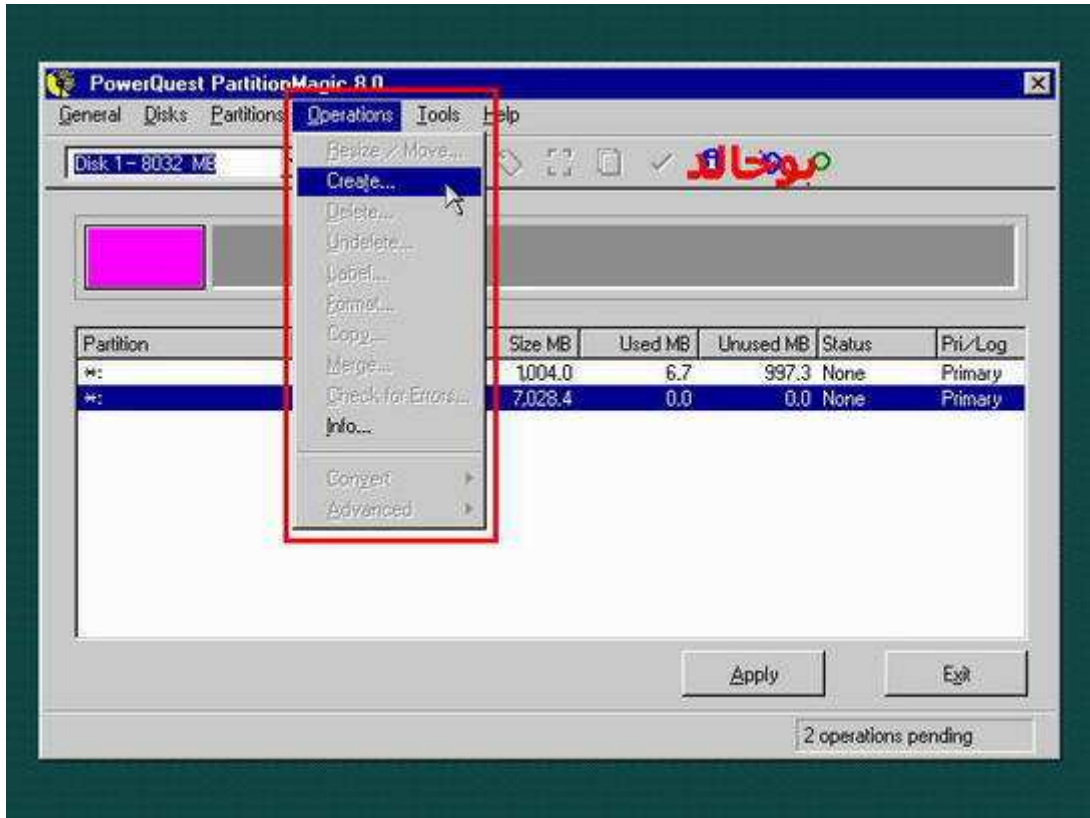 PowerQuest PartitionMagic 8.0
General Disks Partitions Operations Tools Help
Disk 1 - 8032 MB
بوخالد
Resize / Move...
Create...
Delete...
Undelete...
Label...
Format...
Copy...
Merge...
Check for Errors...
Info...
Convert
Advanced
Partition Size MB Used MB Unused MB Status Pri/Log
*: 1,004.0 6.7 997.3 None Primary
*: 7,028.4 0.0 0.0 None Primary
Apply Exit
2 operations pending